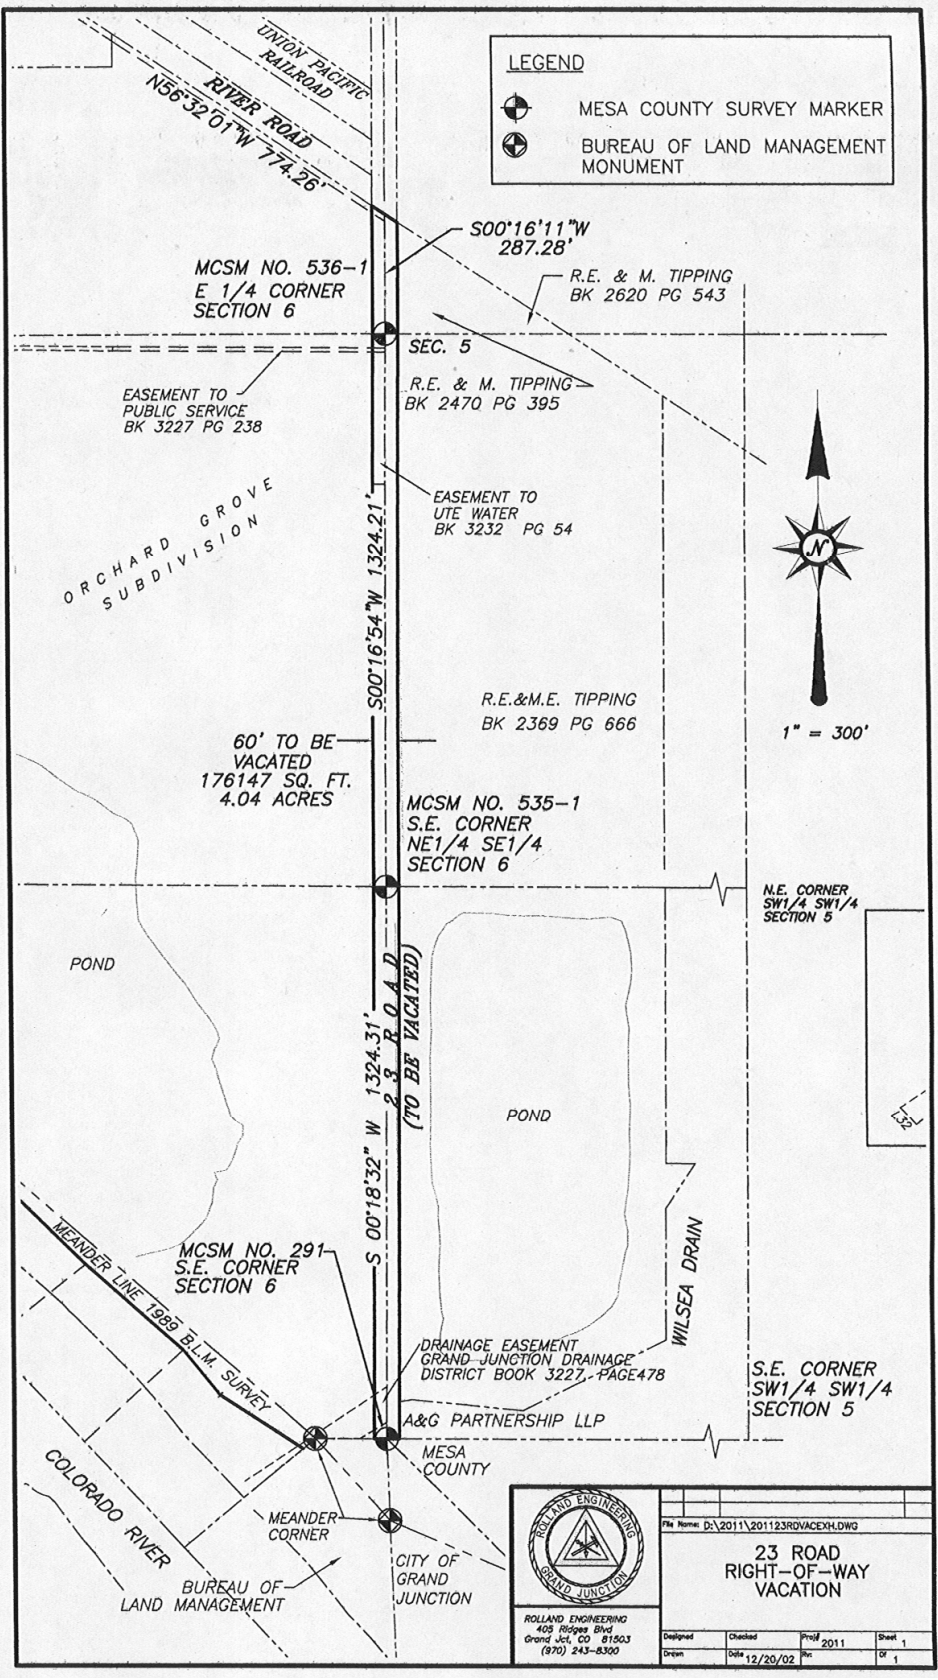 UNION PACIFIC
RAILROAD
RIVER ROAD
N56°32'01"W 774.26'
LEGEND
MESA COUNTY SURVEY MARKER
BUREAU OF LAND MANAGEMENT
MONUMENT
S00°16'11"W
287.28'
MCSM NO. 536-1
E 1/4 CORNER
SECTION 6
R.E. & M. TIPPING
BK 2620 PG 543
SEC. 5
R.E. & M. TIPPING
BK 2470 PG 395
EASEMENT TO
PUBLIC SERVICE
BK 3227 PG 238
EASEMENT TO
UTE WATER
BK 3232 PG 54
ORCHARD GROVE
SUBDIVISION
S00°16'54"W 1324.21'
N
1" = 300'
R.E.&M.E. TIPPING
BK 2369 PG 666
60' TO BE
VACATED
176147 SQ. FT.
4.04 ACRES
MCSM NO. 535-1
S.E. CORNER
NE1/4 SE1/4
SECTION 6
N.E. CORNER
SW1/4 SW1/4
SECTION 5
POND
23 ROAD
(TO BE VACATED)
S 00°18'32" W 1324.31'
POND
1.32
MEANDER LINE 1989 B.L.M. SURVEY
MCSM NO. 291
S.E. CORNER
SECTION 6
WILSEA DRAIN
DRAINAGE EASEMENT
GRAND JUNCTION DRAINAGE
DISTRICT BOOK 3227, PAGE478
S.E. CORNER
SW1/4 SW1/4
SECTION 5
A&G PARTNERSHIP LLP
MESA
COUNTY
COLORADO RIVER
MEANDER
CORNER
CITY OF
GRAND
JUNCTION
BUREAU OF
LAND MANAGEMENT
ROLLAND ENGINEERING
GRAND JUNCTION
ROLLAND ENGINEERING
405 Ridges Blvd
Grand Jct, CO 81503
(970) 243-8300
File Name: D:\2011\201123RDVACEXH.DWG
23 ROAD
RIGHT-OF-WAY
VACATION
Designed
Checked
Proj# 2011
Sheet 1
Drawn
Date 12/20/02
Rv:
Of 1